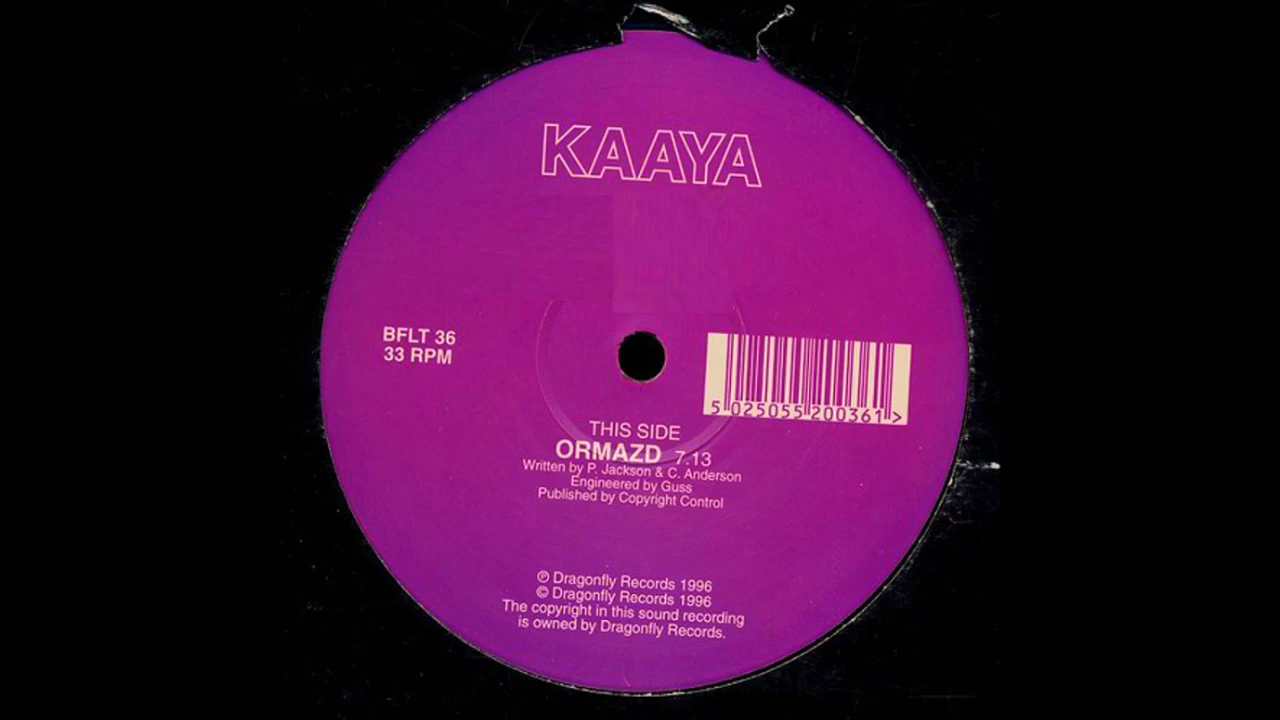 KAAYA
BFLT 36
33 RPM
5 025055 200361 >
THIS SIDE
ORMAZD 7.13
Written by P. Jackson & C. Anderson
Engineered by Guss
Published by Copyright Control
℗ Dragonfly Records 1996
© Dragonfly Records 1996
The copyright in this sound recording
is owned by Dragonfly Records.